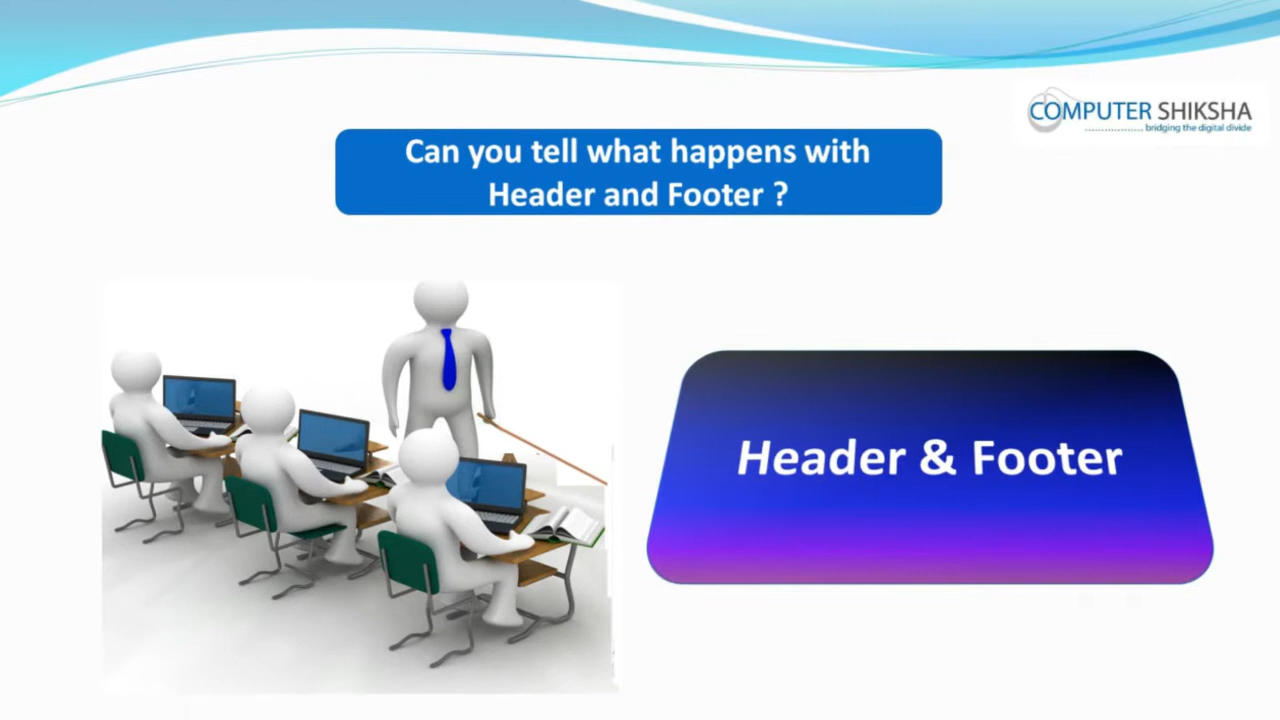 COMPUTER SHIKSHA
bridging the digital divide
Can you tell what happens with
Header and Footer ?
Header & Footer